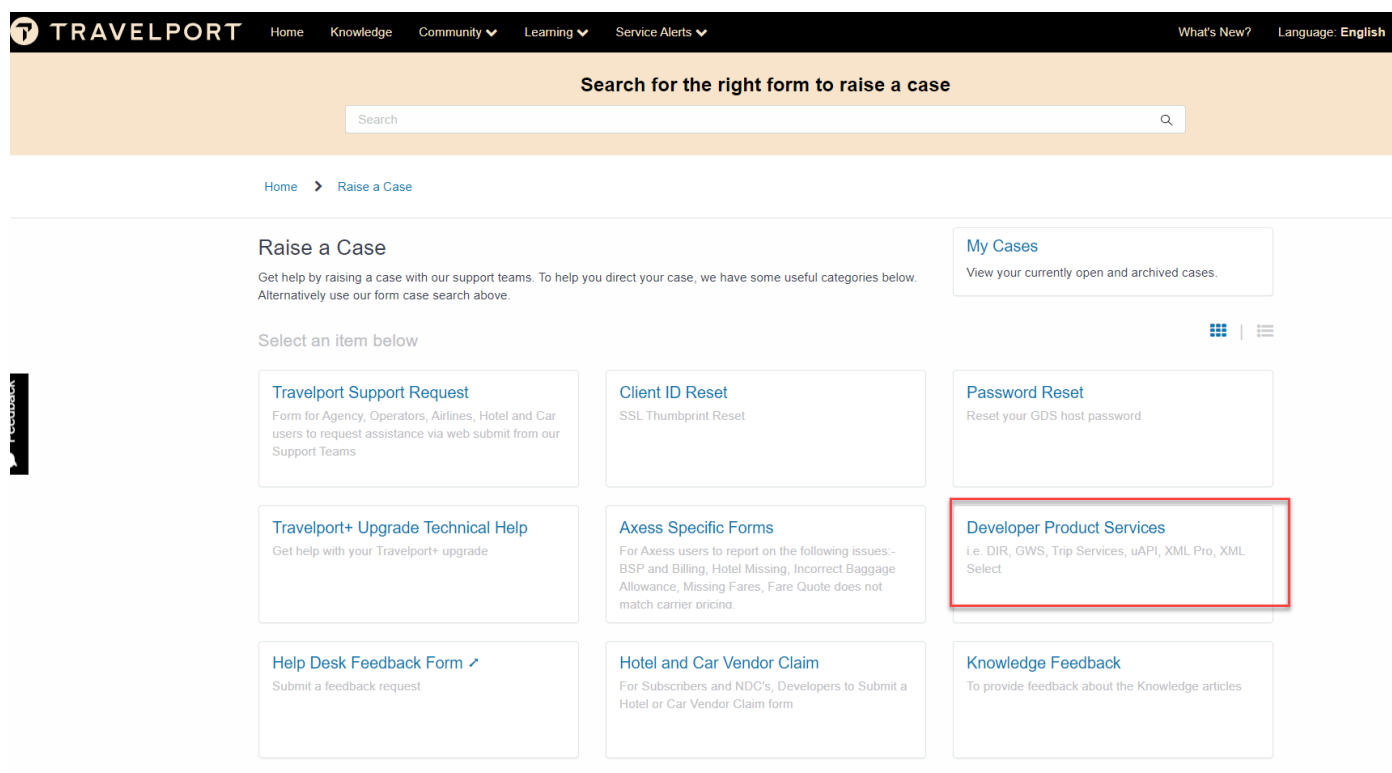 TRAVELPORT Home Knowledge Community Learning Service Alerts What's New? Language: English
Search for the right form to raise a case
Search
Home Raise a Case
Raise a Case
Get help by raising a case with our support teams. To help you direct your case, we have some useful categories below.
Alternatively use our form case search above.
My Cases
View your currently open and archived cases.
Select an item below
Travelport Support Request
Form for Agency, Operators, Airlines, Hotel and Car
users to request assistance via web submit from our
Support Teams
Client ID Reset
SSL Thumbprint Reset
Password Reset
Reset your GDS host password
Feedback
Travelport+ Upgrade Technical Help
Get help with your Travelport+ upgrade
Axess Specific Forms
For Axess users to report on the following issues:-
BSP and Billing, Hotel Missing, Incorrect Baggage
Allowance, Missing Fares, Fare Quote does not
match carrier pricing.
Developer Product Services
i.e. DIR, GWS, Trip Services, uAPI, XML Pro, XML
Select
Help Desk Feedback Form
Submit a feedback request
Hotel and Car Vendor Claim
For Subscribers and NDC's, Developers to Submit a
Hotel or Car Vendor Claim form
Knowledge Feedback
To provide feedback about the Knowledge articles